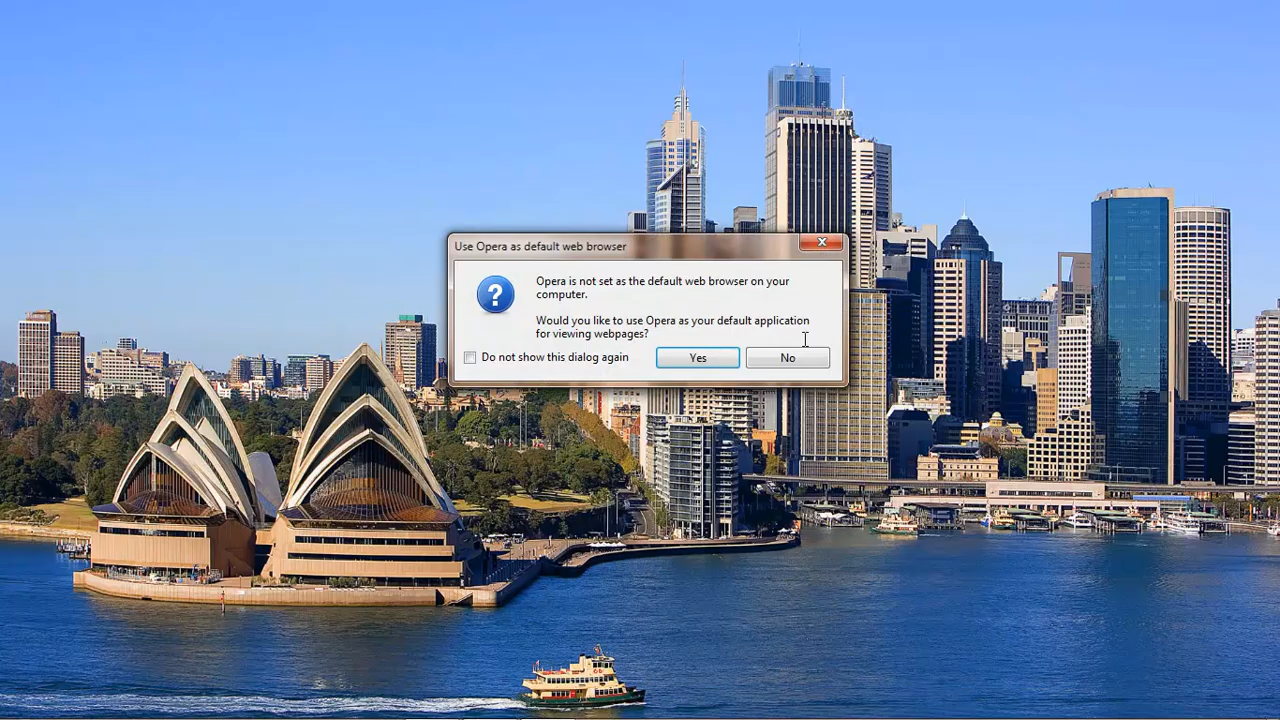 Use Opera as default web browser
Opera is not set as the default web browser on your
computer.
Would you like to use Opera as your default application
for viewing webpages?
Do not show this dialog again
Yes
No